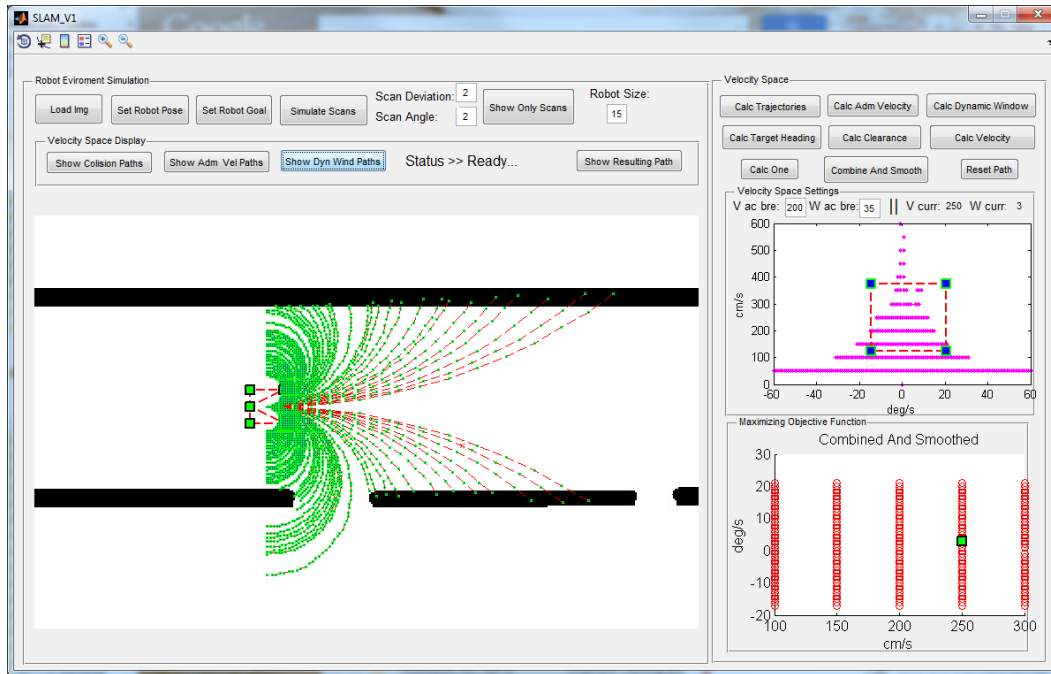 SLAM_V1
Robot Eviroment Simulation
Load Img Set Robot Pose Set Robot Goal Simulate Scans Scan Deviation: 2 Show Only Scans Robot Size:
Scan Angle: 2 15
Velocity Space Display
Show Colision Paths Show Adm Vel Paths Show Dyn Wind Paths Status >> Ready... Show Resulting Path
Velocity Space
Calc Trajectories Calc Adm Velocity Calc Dynamic Window
Calc Target Heading Calc Clearance Calc Velocity
Calc One Combine And Smooth Reset Path
Velocity Space Settings
V ac bre: 200 W ac bre: 35 || V curr: 250 W curr: 3
600
500
400
300
200
100
0
cm/s
-60 -40 -20 0 20 40 60
deg/s
Maximizing Objective Function
Combined And Smoothed
30
20
10
0
-10
-20
deg/s
100 150 200 250 300
cm/s